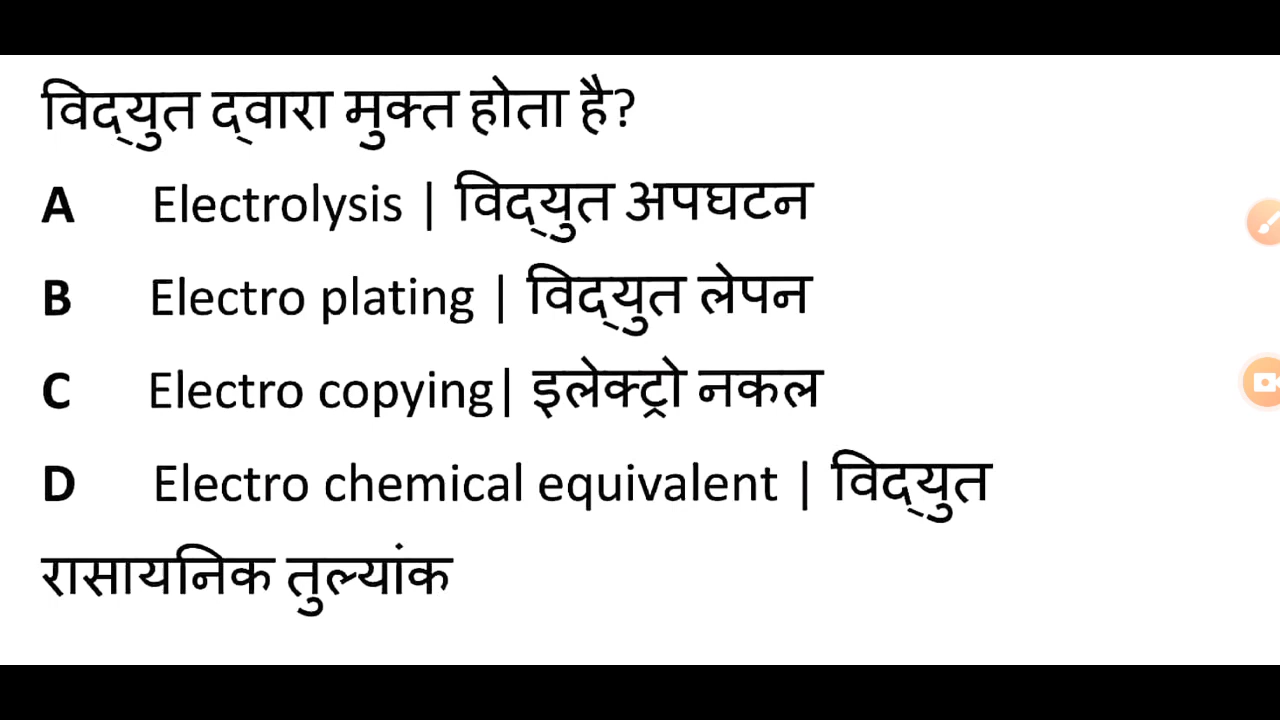 विद्युत द्वारा मुक्त होता है?
A Electrolysis | विद्युत अपघटन
B Electro plating | विद्युत लेपन
C Electro copying| इलेक्ट्रो नकल
D Electro chemical equivalent | विद्युत
रासायनिक तुल्यांक